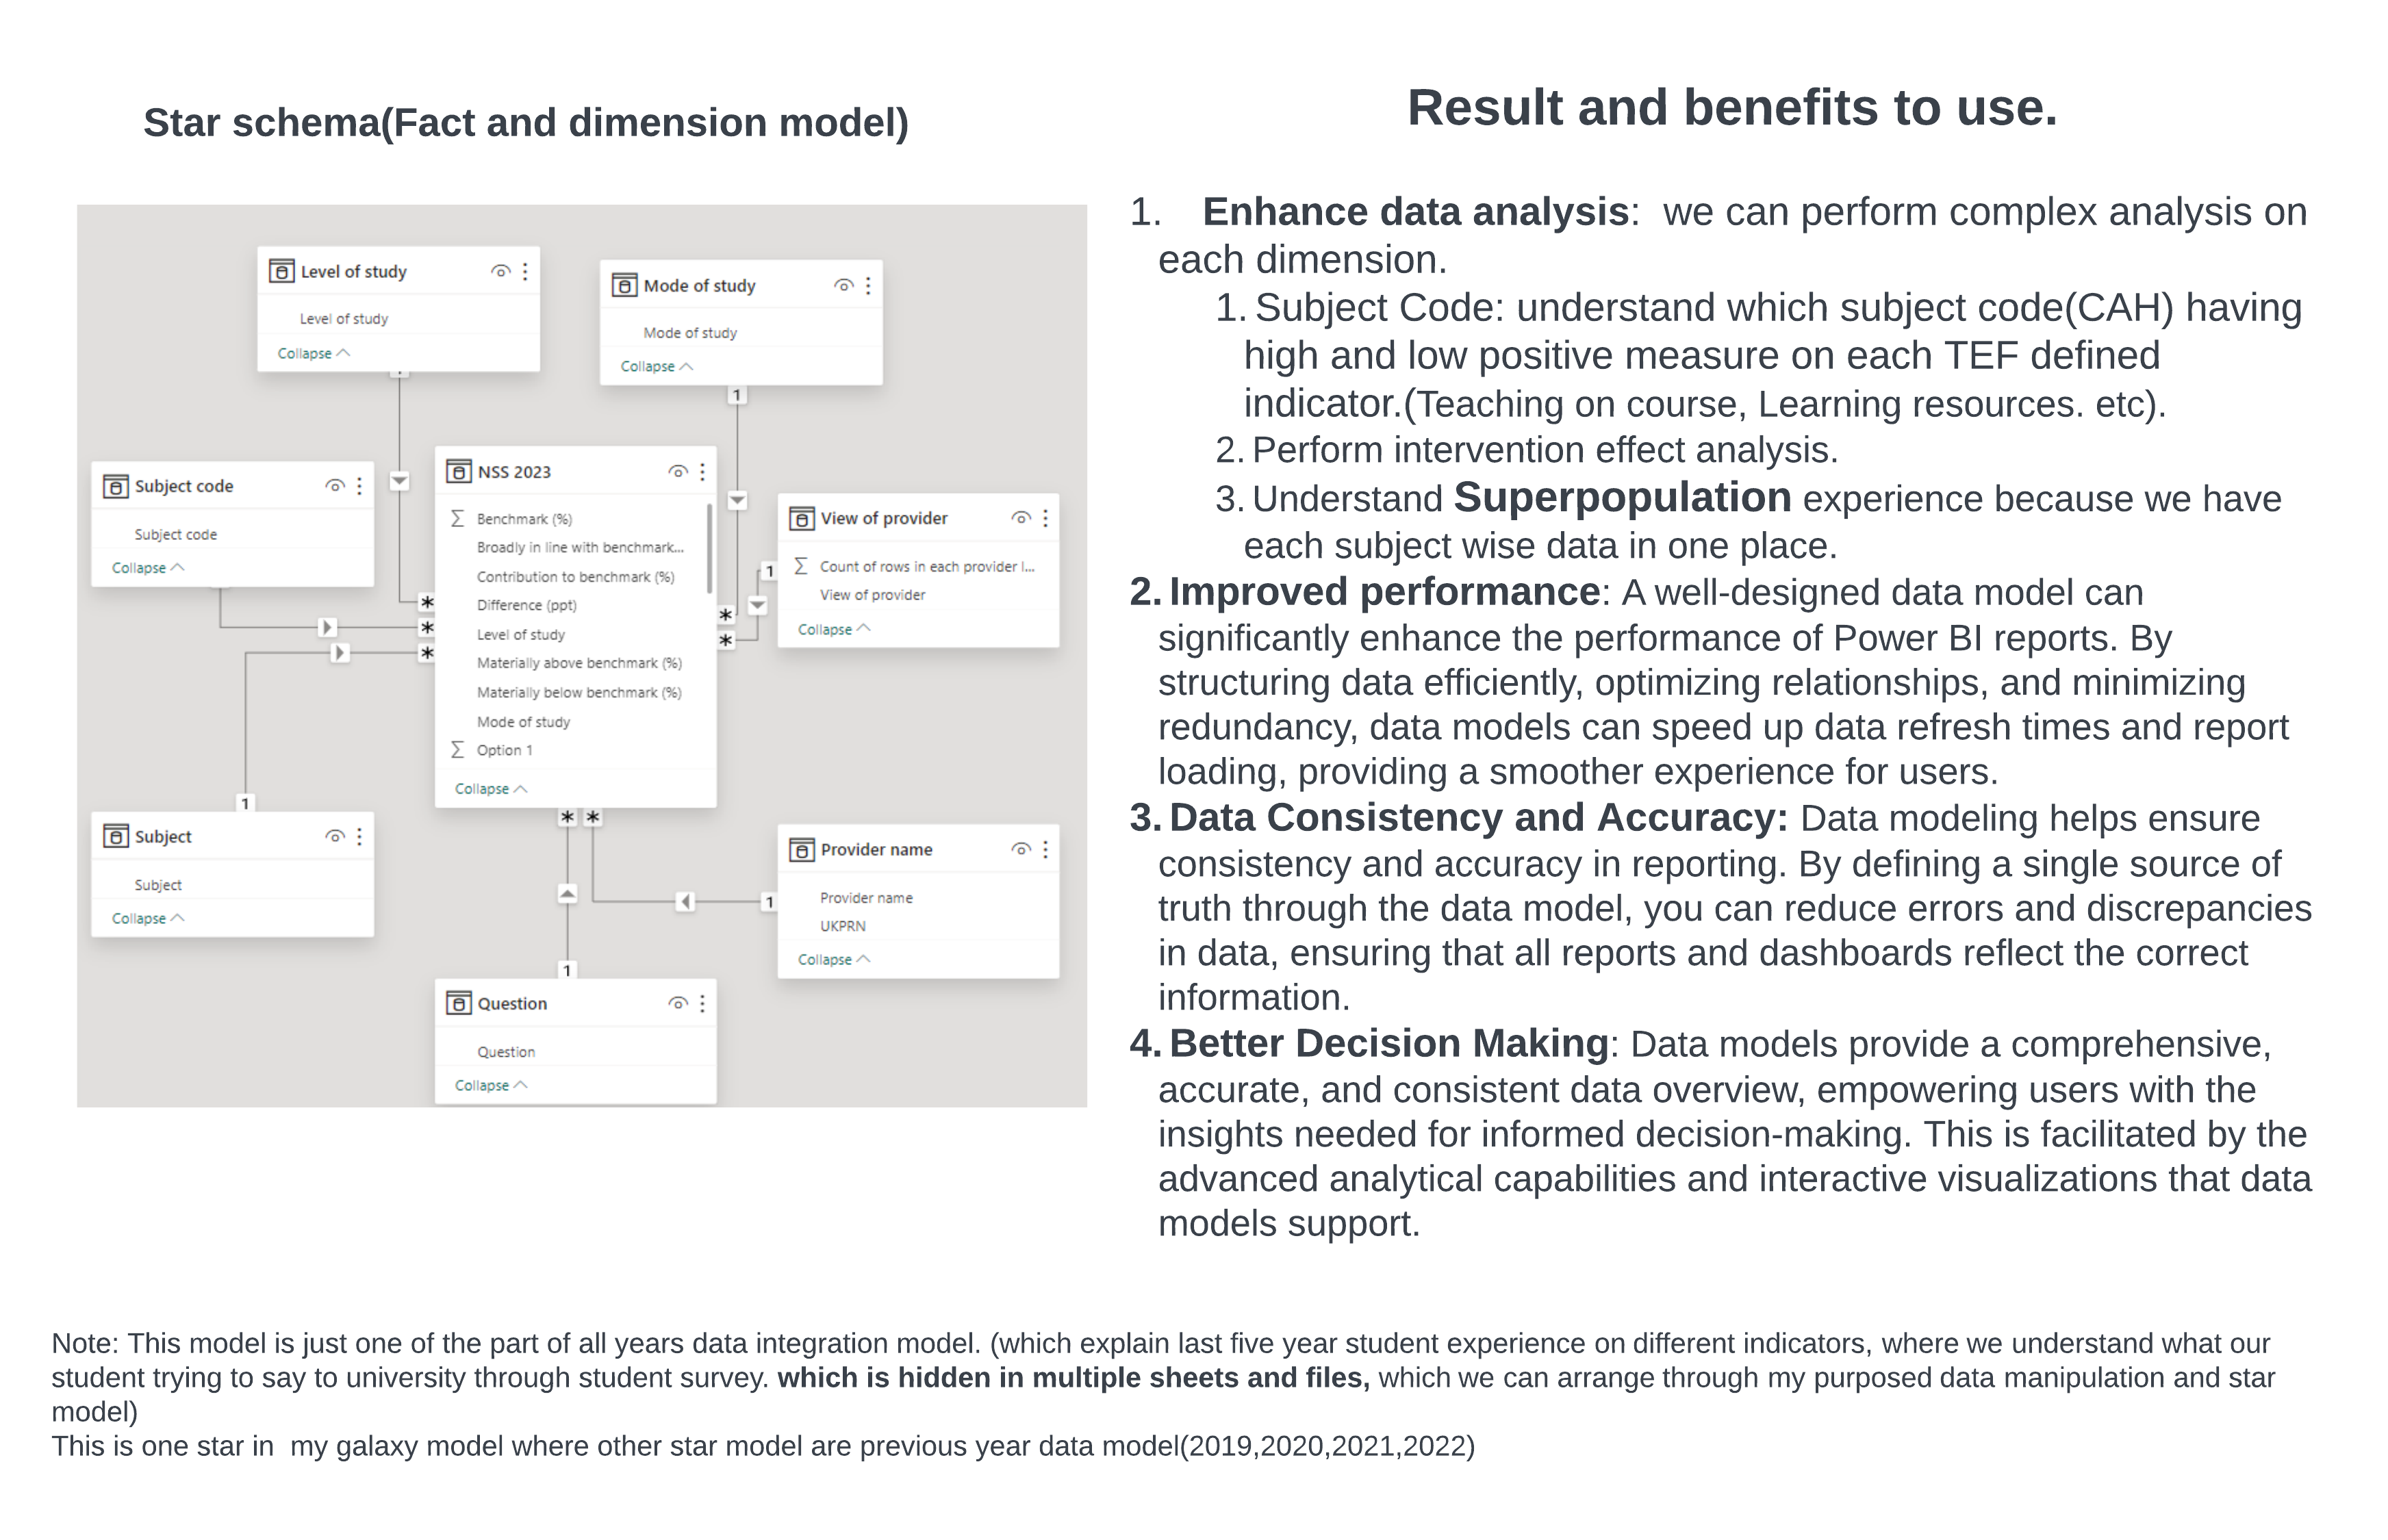 Star schema(Fact and dimension model)
Level of study
Level of study
Collapse
Mode of study
Mode of study
Collapse
1
Subject code
Subject code
Collapse
NSS 2023
Benchmark (%)
Broadly in line with benchmark...
Contribution to benchmark (%)
Difference (ppt)
Level of study
Materially above benchmark (%)
Materially below benchmark (%)
Mode of study
Option 1
Collapse
View of provider
Count of rows in each provider l...
View of provider
Collapse
1
*
*
*
*
*
1
Subject
Subject
Collapse
* *
Provider name
Provider name
UKPRN
Collapse
1
1
Question
Question
Collapse
Result and benefits to use.
1. Enhance data analysis: we can perform complex analysis on
each dimension.
1. Subject Code: understand which subject code(CAH) having
high and low positive measure on each TEF defined
indicator.(Teaching on course, Learning resources. etc).
2. Perform intervention effect analysis.
3. Understand Superpopulation experience because we have
each subject wise data in one place.
2. Improved performance: A well-designed data model can
significantly enhance the performance of Power BI reports. By
structuring data efficiently, optimizing relationships, and minimizing
redundancy, data models can speed up data refresh times and report
loading, providing a smoother experience for users.
3. Data Consistency and Accuracy: Data modeling helps ensure
consistency and accuracy in reporting. By defining a single source of
truth through the data model, you can reduce errors and discrepancies
in data, ensuring that all reports and dashboards reflect the correct
information.
4. Better Decision Making: Data models provide a comprehensive,
accurate, and consistent data overview, empowering users with the
insights needed for informed decision-making. This is facilitated by the
advanced analytical capabilities and interactive visualizations that data
models support.
Note: This model is just one of the part of all years data integration model. (which explain last five year student experience on different indicators, where we understand what our
student trying to say to university through student survey. which is hidden in multiple sheets and files, which we can arrange through my purposed data manipulation and star
model)
This is one star in my galaxy model where other star model are previous year data model(2019,2020,2021,2022)